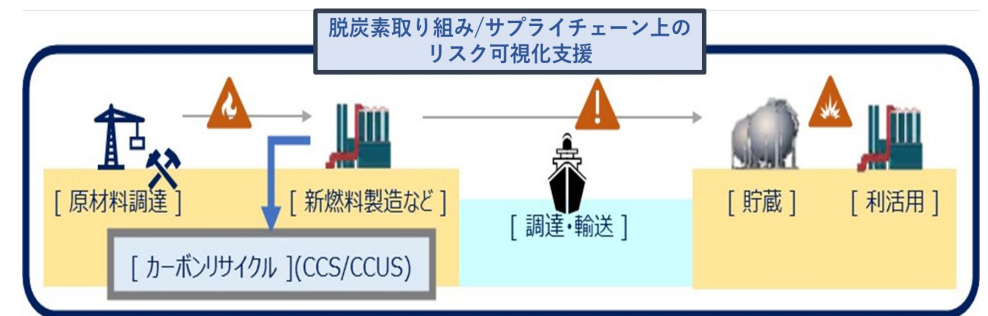 脱炭素取り組み/サプライチェーン上の
リスク可視化支援
[ 原材料調達 ]
[ 新燃料製造など ]
[ 調達・輸送 ]
[ 貯蔵 ]
[ 利活用 ]
[ カーボンリサイクル ](CCS/CCUS)